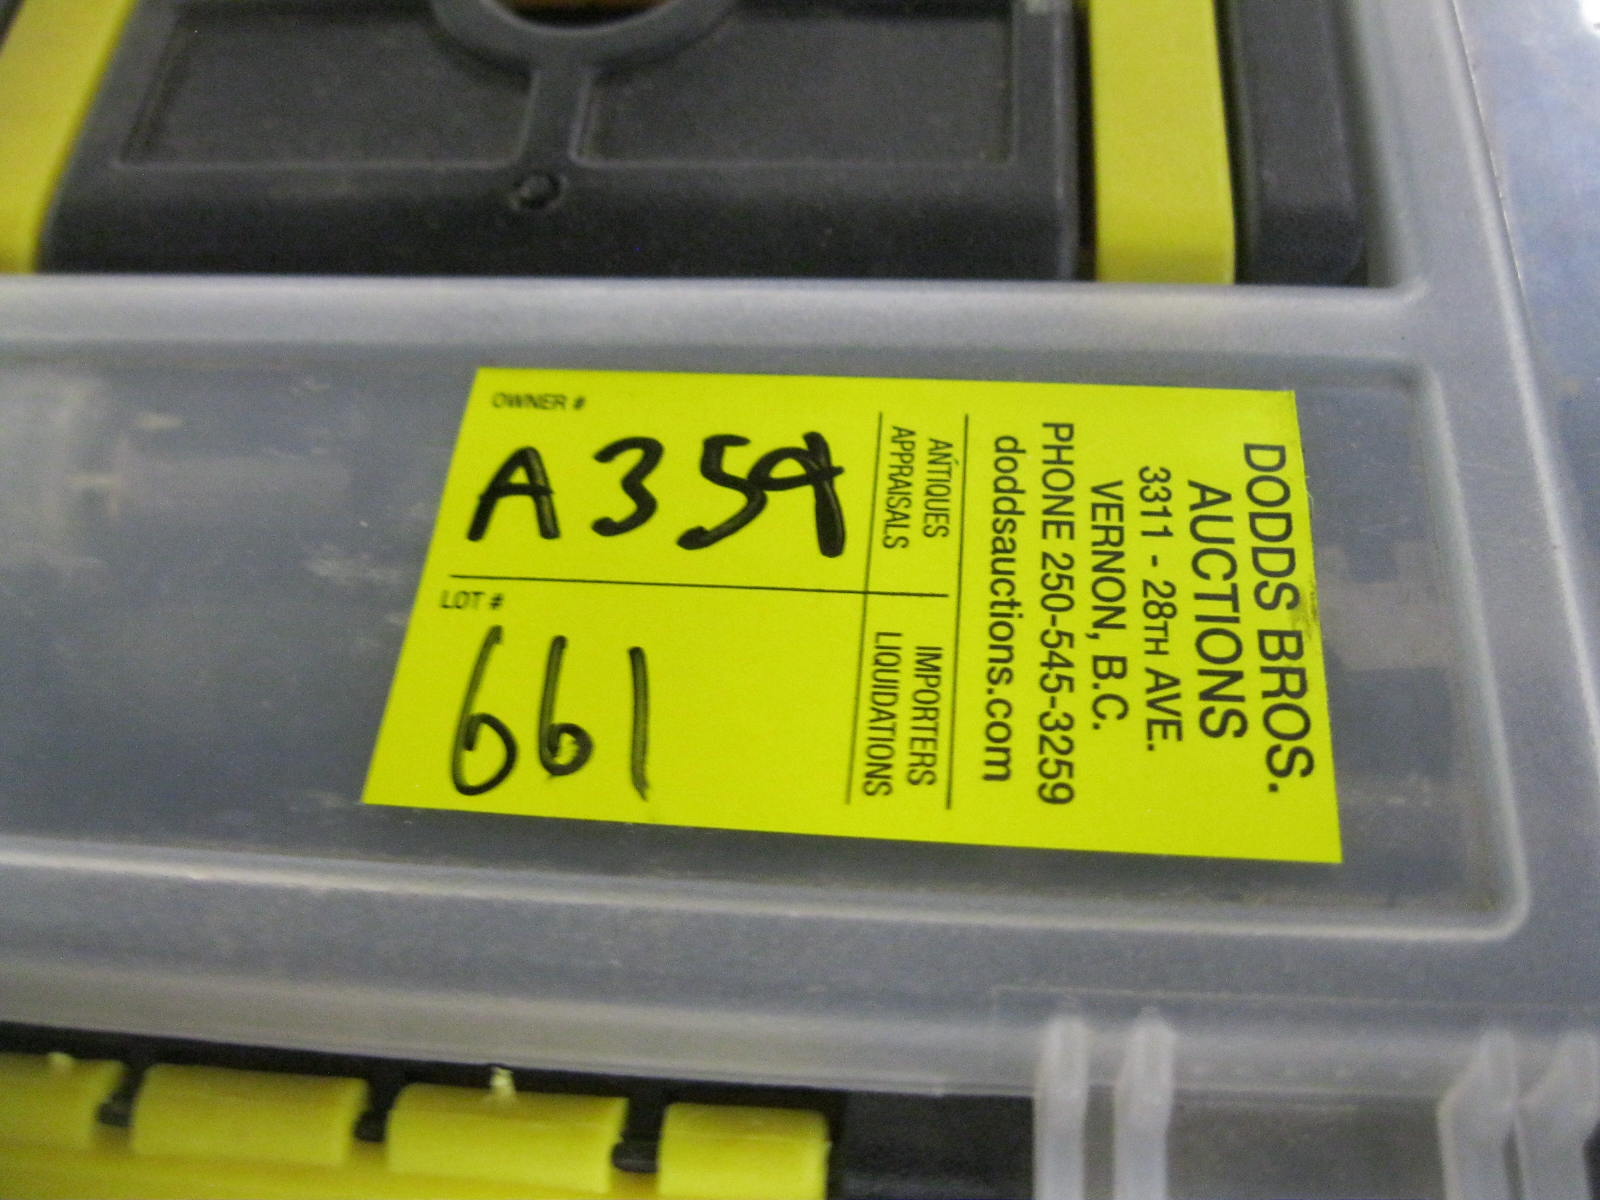 DODDS BROS.
AUCTIONS
3311 - 28TH AVE.
VERNON, B.C.
PHONE 250-545-3259
doddsauctions.com
ANTIQUES
APPRAISALS
IMPORTERS
LIQUIDATIONS
OWNER #
A359
LOT #
661